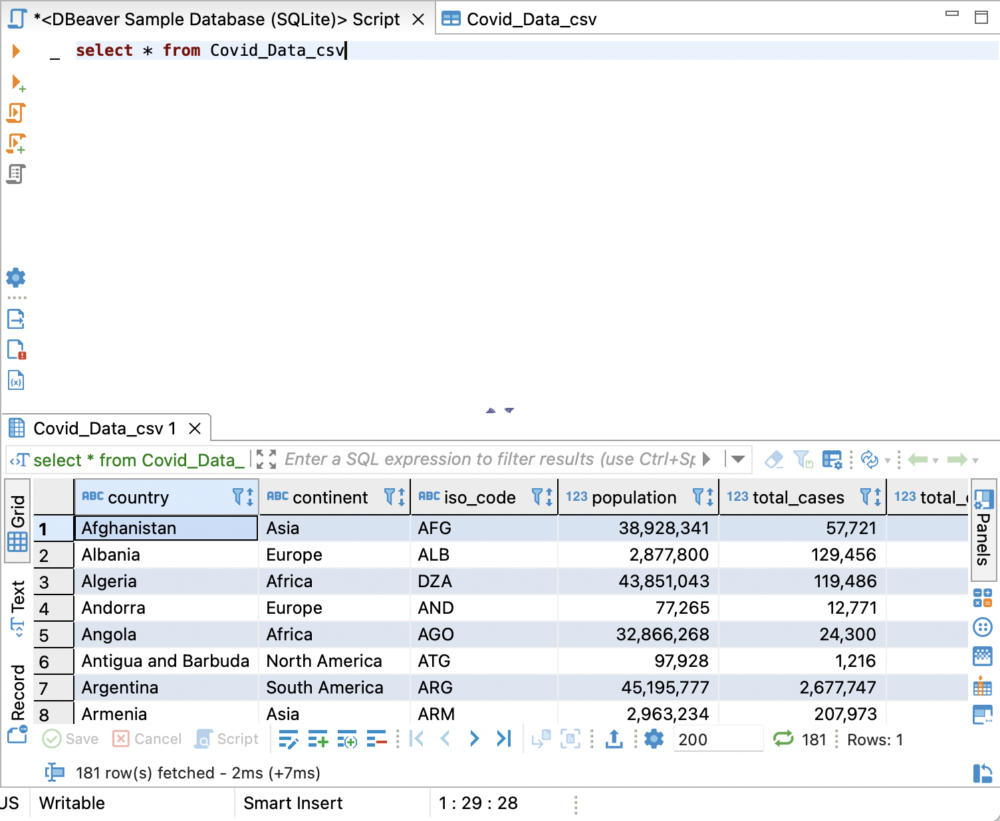 *<DBeaver Sample Database (SQLite)> Script
Covid_Data_csv
select * from Covid_Data_csv
Covid_Data_csv 1
select * from Covid_Data_
Enter a SQL expression to filter results (use Ctrl+Sp
Grid
Text
Record
Panels
ABC country ABC continent ABC iso_code 123 population 123 total_cases 123 total_
1 Afghanistan Asia AFG 38,928,341 57,721
2 Albania Europe ALB 2,877,800 129,456
3 Algeria Africa DZA 43,851,043 119,486
4 Andorra Europe AND 77,265 12,771
5 Angola Africa AGO 32,866,268 24,300
6 Antigua and Barbuda North America ATG 97,928 1,216
7 Argentina South America ARG 45,195,777 2,677,747
8 Armenia Asia ARM 2,963,234 207,973
Save Cancel Script 200 181 Rows: 1
181 row(s) fetched - 2ms (+7ms)
JS Writable Smart Insert 1 : 29 : 28